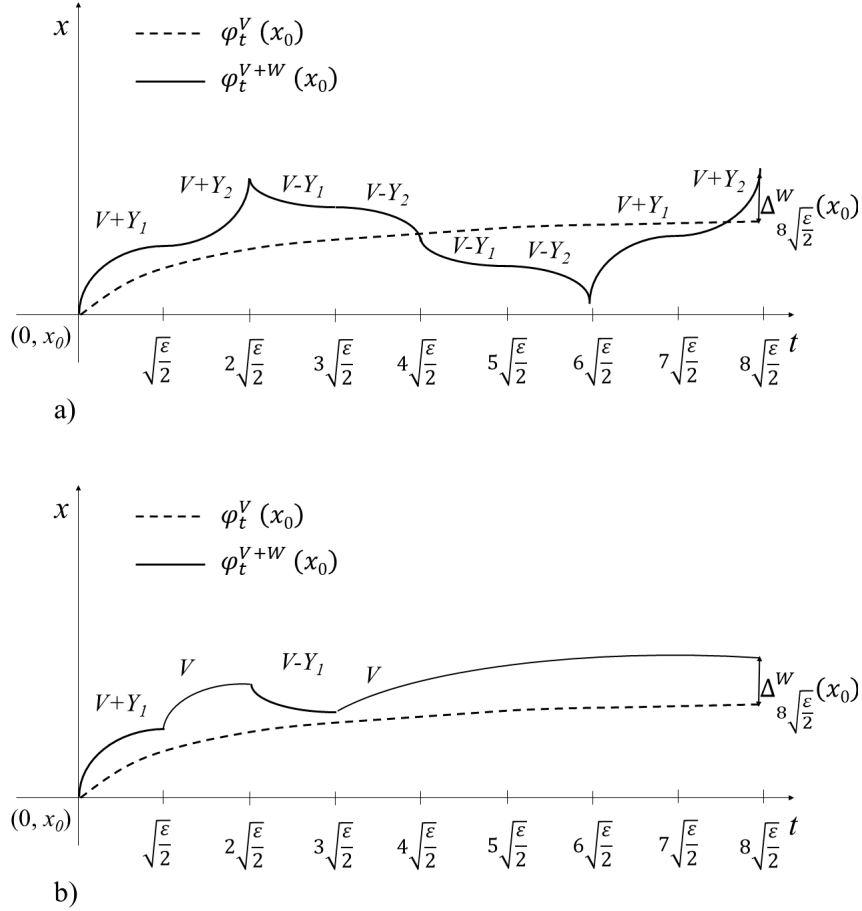 x
φ_t^V (x_0)
φ_t^{V+W} (x_0)
V+Y_1
V+Y_2
V-Y_1
V-Y_2
V-Y_1
V-Y_2
V+Y_1
V+Y_2
Δ^W_{8√(ε/2)}(x_0)
(0, x_0)
√(ε/2) 2√(ε/2) 3√(ε/2) 4√(ε/2) 5√(ε/2) 6√(ε/2) 7√(ε/2) 8√(ε/2) t
a)
x
φ_t^V (x_0)
φ_t^{V+W} (x_0)
V+Y_1
V
V-Y_1
V
Δ^W_{8√(ε/2)}(x_0)
(0, x_0)
√(ε/2) 2√(ε/2) 3√(ε/2) 4√(ε/2) 5√(ε/2) 6√(ε/2) 7√(ε/2) 8√(ε/2) t
b)